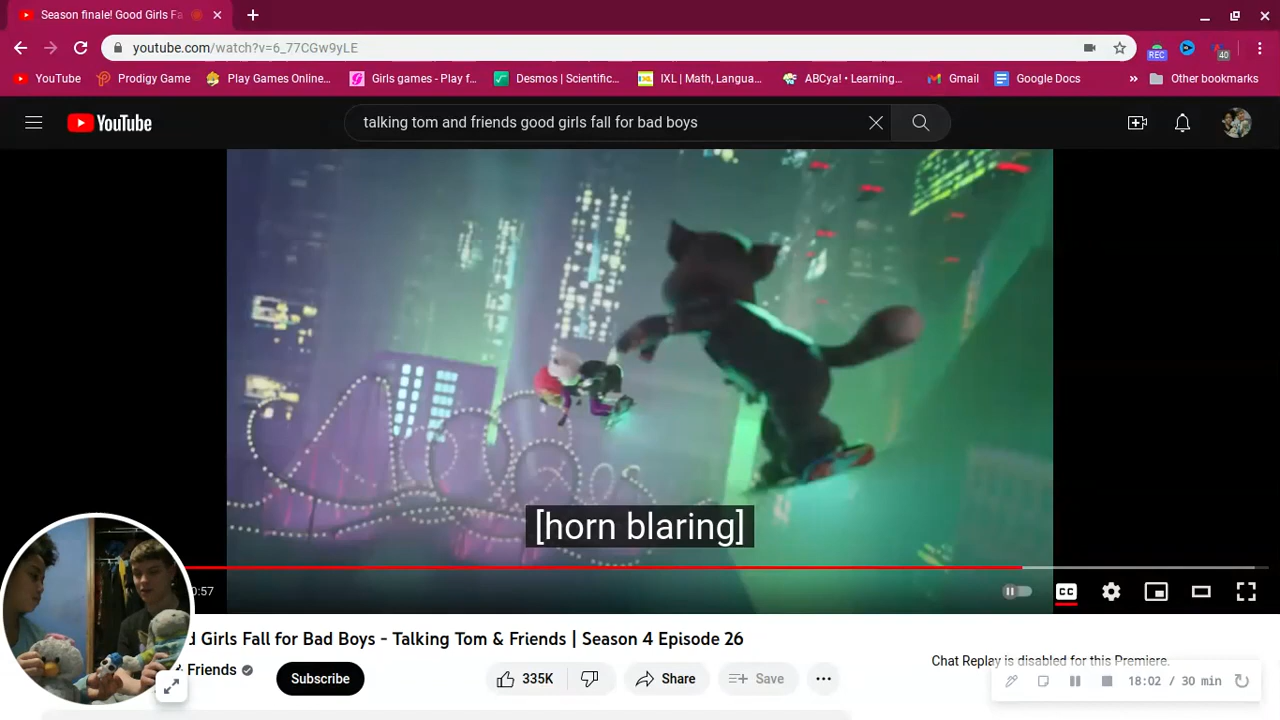 Season finale! Good Girls Fa
youtube.com/watch?v=6_77CGw9yLE
REC
40
YouTube
Prodigy Game
Play Games Online...
Girls games - Play f...
Desmos | Scientific...
IXL | Math, Langua...
ABCya! • Learning...
Gmail
Google Docs
»
Other bookmarks
YouTube
talking tom and friends good girls fall for bad boys
[horn blaring]
0:57
CC
d Girls Fall for Bad Boys - Talking Tom & Friends | Season 4 Episode 26
& Friends
Subscribe
335K
Share
Save
Chat Replay is disabled for this Premiere.
18:02 / 30 min